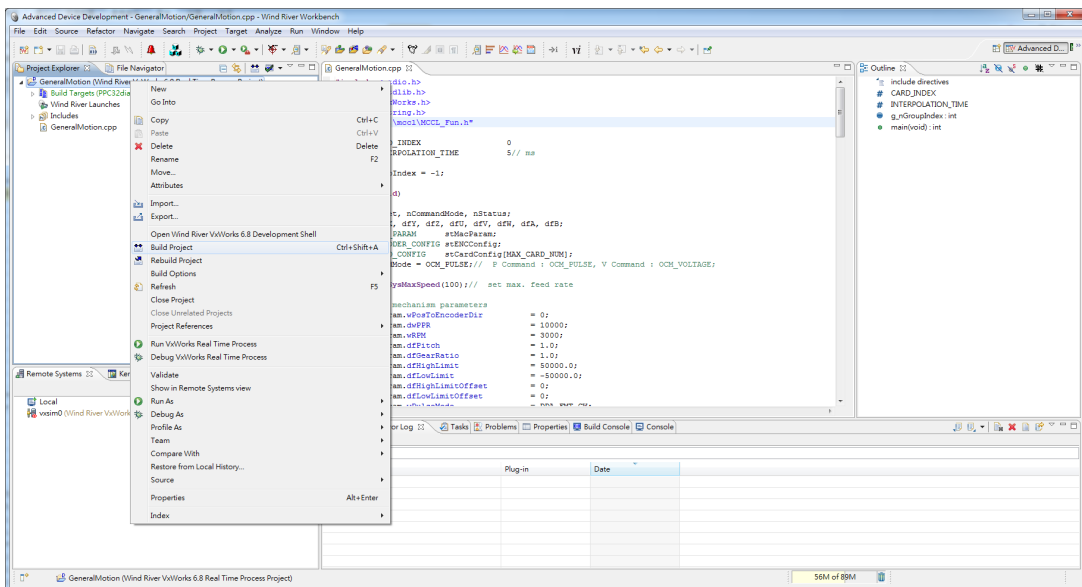 Advanced Device Development - GeneralMotion/GeneralMotion.cpp - Wind River Workbench
File Edit Source Refactor Navigate Search Project Target Analyze Run Window Help
Advanced D...
Project Explorer File Navigator
GeneralMotion (Wind River
Build Targets (PPC32dia
Wind River Launches
Includes
GeneralMotion.cpp
New
Go Into
Copy Ctrl+C
Paste Ctrl+V
Delete Delete
Rename F2
Move...
Attributes
Import...
Export...
Open Wind River VxWorks 6.8 Development Shell
Build Project Ctrl+Shift+A
Rebuild Project
Build Options
Refresh F5
Close Project
Close Unrelated Projects
Project References
Run VxWorks Real Time Process
Debug VxWorks Real Time Process
Validate
Show in Remote Systems view
Run As
Debug As
Profile As
Team
Compare With
Restore from Local History...
Source
Properties Alt+Enter
Index
GeneralMotion.cpp
dlib.h>
Works.h>
ring.h>
\mccl\MCCL_Fun.h"
_INDEX 0
RPOLATION_TIME 5// ms
Index = -1;
d)
t, nCommandMode, nStatus;
, dfY, dfZ, dfU, dfV, dfW, dfA, dfB;
PARAM stMacParam;
DER_CONFIG stENCConfig;
_CONFIG stCardConfig[MAX_CARD_NUM];
Mode = OCM_PULSE;// P Command : OCM_PULSE, V Command : OCM_VOLTAGE;
ysMaxSpeed(100);// set max. feed rate
mechanism parameters
am.wPosToEncoderDir = 0;
am.dwPPR = 10000;
am.wRPM = 3000;
am.dfPitch = 1.0;
am.dfGearRatio = 1.0;
am.dfHighLimit = 50000.0;
am.dfLowLimit = -50000.0;
am.dfHighLimitOffset = 0;
am.dfLowLimitOffset = 0;
Outline
include directives
CARD_INDEX
INTERPOLATION_TIME
g_nGroupIndex : int
main(void) : int
Remote Systems Ker
Local
vxsim0 (Wind River VxWork
or Log Tasks Problems Properties Build Console Console
Plug-in Date
GeneralMotion (Wind River VxWorks 6.8 Real Time Process Project)
56M of 89M